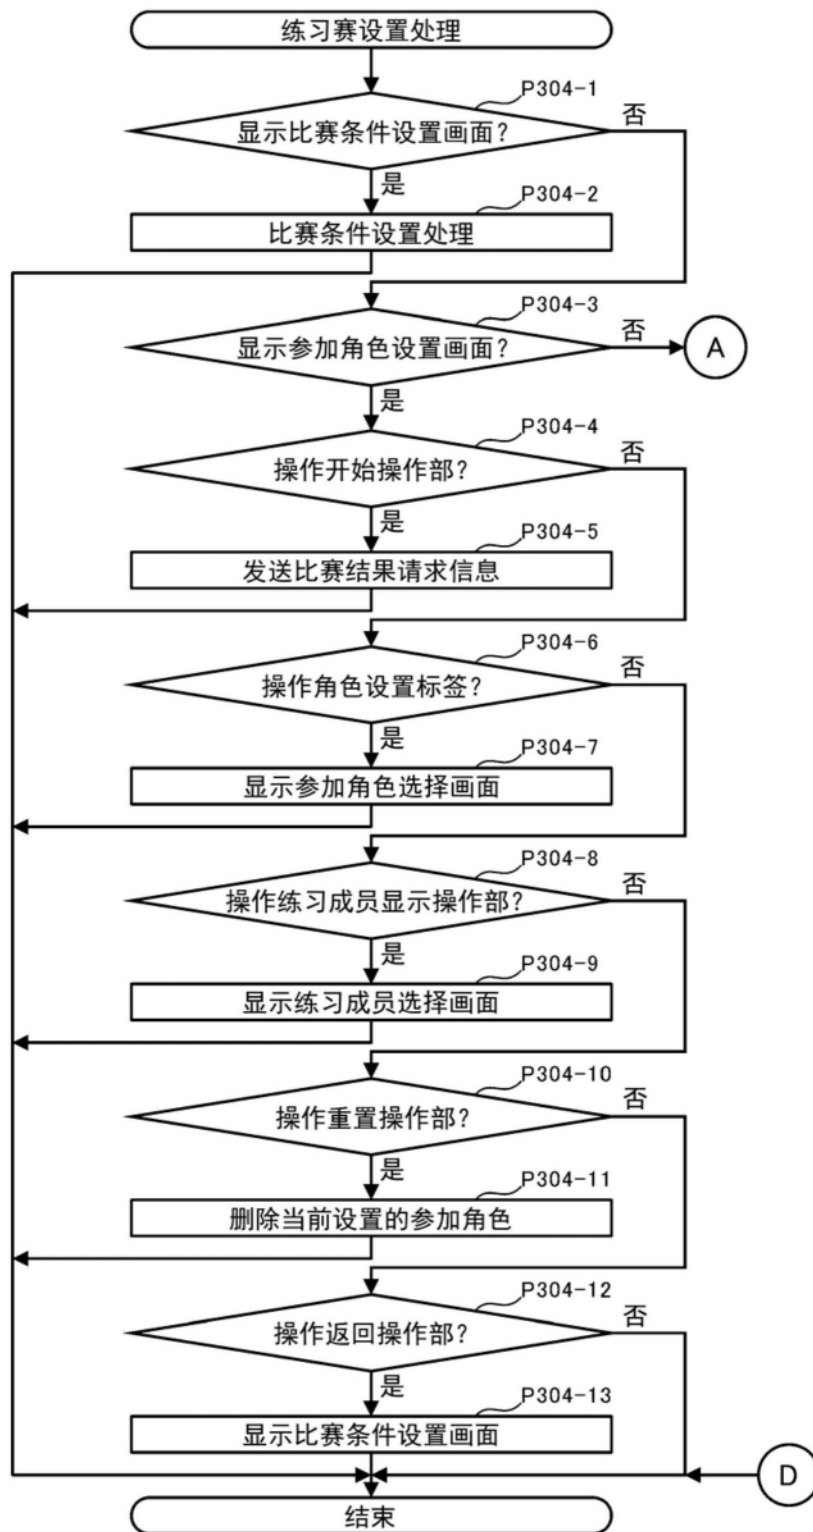 练习赛设置处理
P304-1
显示比赛条件设置画面?
否
是
P304-2
比赛条件设置处理
P304-3
显示参加角色设置画面?
否
A
是
P304-4
操作开始操作部?
否
是
P304-5
发送比赛结果请求信息
P304-6
操作角色设置标签?
否
是
P304-7
显示参加角色选择画面
P304-8
操作练习成员显示操作部?
否
是
P304-9
显示练习成员选择画面
P304-10
操作重置操作部?
否
是
P304-11
删除当前设置的参加角色
P304-12
操作返回操作部?
否
是
P304-13
显示比赛条件设置画面
D
结束